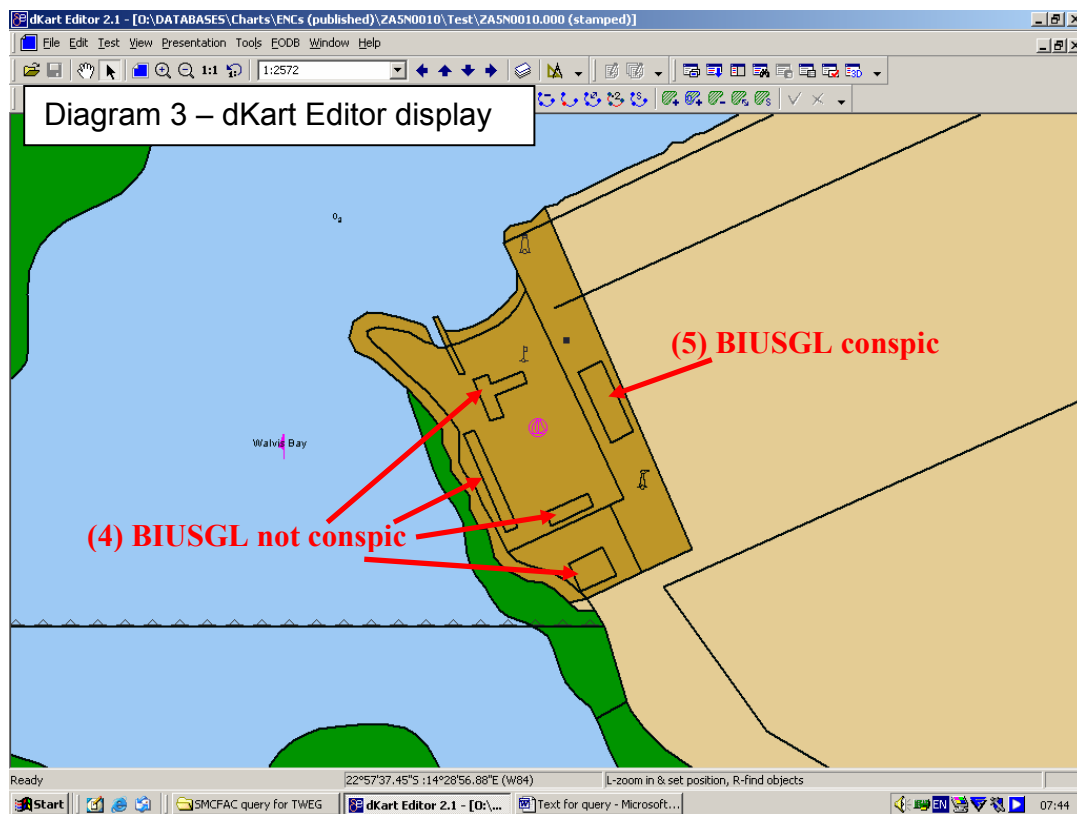 dKart Editor 2.1 - [O:\DATABASES\Charts\ENCs (published)\ZA5N0010\Test\ZA5N0010.000 (stamped)]
File Edit Test View Presentation Tools EODB Window Help
1:1 1:2572
Diagram 3 – dKart Editor display
0₂
(5) BIUSGL conspic
Walvis Bay
(4) BIUSGL not conspic
Ready 22°57'37.45"S :14°28'56.88"E (W84) L-zoom in & set position, R-find objects
Start SMCFAC query for TWEG dKart Editor 2.1 - [O:\... Text for query - Microsoft... EN 07:44